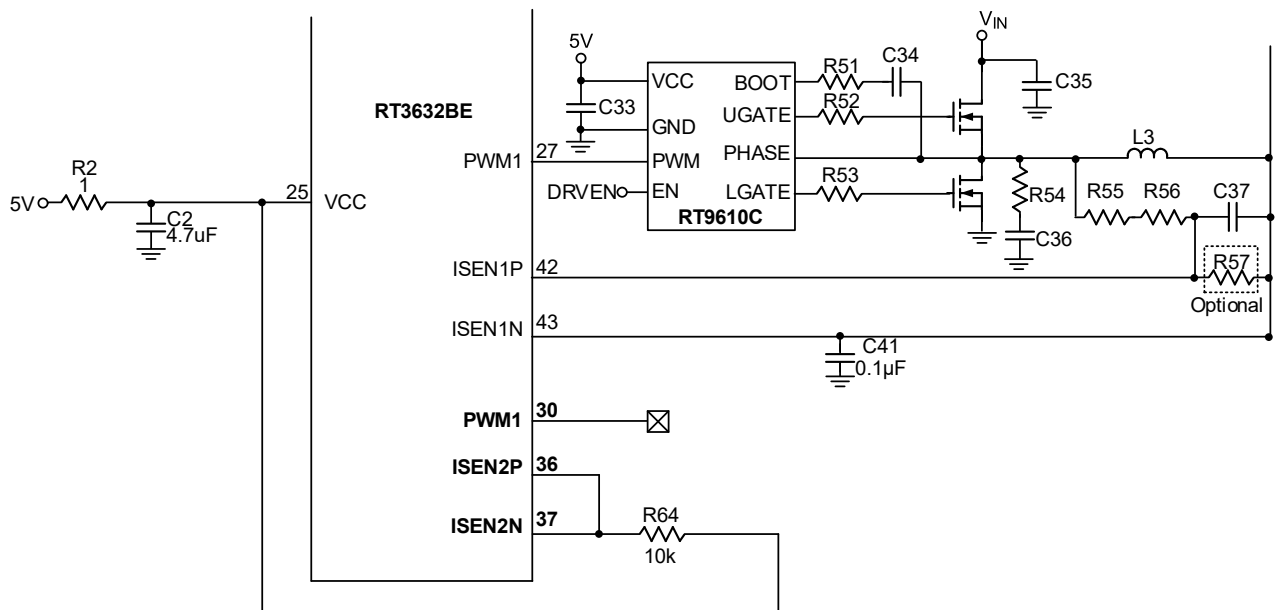 V_IN
5V
C34
R51
VCC
BOOT
C35
C33
R52
RT3632BE
UGATE
GND
L3
PWM1
27
PWM
PHASE
R2
1
R53
R54
R55
R56
C37
DRVEN
EN
LGATE
5V
25
VCC
RT9610C
C2
4.7uF
C36
ISEN1P
42
R57
Optional
ISEN1N
43
C41
0.1µF
PWM1
30
ISEN2P
36
ISEN2N
37
R64
10k